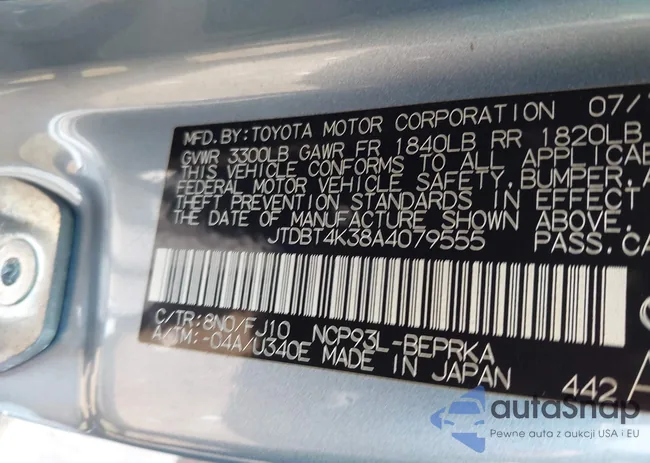 MFD. BY: TOYOTA MOTOR CORPORATION 07/
GVWR 3300LB GAWR FR 1840LB RR 1820LB
THIS VEHICLE CONFORMS TO ALL APPLICAB
FEDERAL MOTOR VEHICLE SAFETY, BUMPER, A
THEFT PREVENTION STANDARDS IN EFFECT
THE DATE OF MANUFACTURE SHOWN ABOVE.
JTDBT4K38A4079555 PASS. CA
C/TR: 8N0/FJ10 NCP93L-BEPRKA
A/TM: -04A/U340E MADE IN JAPAN 442
autoSnap
Pewne auta z aukcji USA i EU